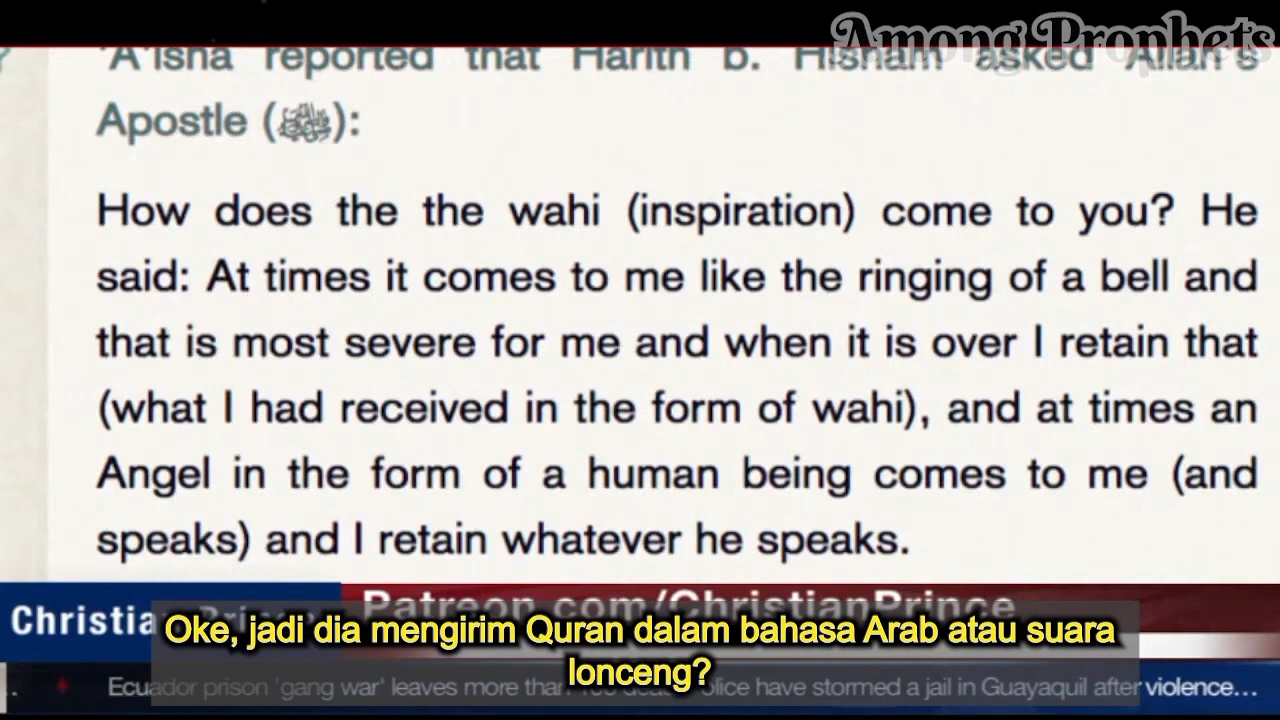 Among Prophets
'A'isha reported that Harith b. Hisham asked Allah's
Apostle (ﷺ):
How does the the wahi (inspiration) come to you? He
said: At times it comes to me like the ringing of a bell and
that is most severe for me and when it is over I retain that
(what I had received in the form of wahi), and at times an
Angel in the form of a human being comes to me (and
speaks) and I retain whatever he speaks.
Patreon.com/ChristianPrince
Christian Prince
Oke, jadi dia mengirim Quran dalam bahasa Arab atau suara
lonceng?
Ecuador prison 'gang war' leaves more than 100 dead Police have stormed a jail in Guayaquil after violence...